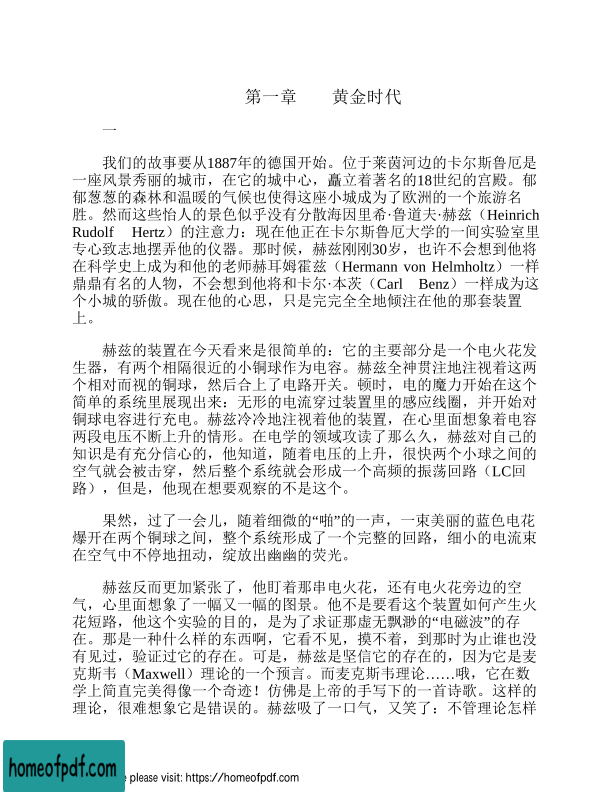 第一章　　黄金时代
一
我们的故事要从1887年的德国开始。位于莱茵河边的卡尔斯鲁厄是
一座风景秀丽的城市，在它的城中心，矗立着著名的18世纪的宫殿。郁
郁葱葱的森林和温暖的气候也使得这座小城成为了欧洲的一个旅游名
胜。然而这些怡人的景色似乎没有分散海因里希·鲁道夫·赫兹（Heinrich
Rudolf　Hertz）的注意力：现在他正在卡尔斯鲁厄大学的一间实验室里
专心致志地摆弄他的仪器。那时候，赫兹刚刚30岁，也许不会想到他将
在科学史上成为和他的老师赫耳姆霍兹（Hermann von Helmholtz）一样
鼎鼎有名的人物，不会想到他将和卡尔·本茨（Carl　Benz）一样成为这
个小城的骄傲。现在他的心思，只是完完全全地倾注在他的那套装置
上。
赫兹的装置在今天看来是很简单的：它的主要部分是一个电火花发
生器，有两个相隔很近的小铜球作为电容。赫兹全神贯注地注视着这两
个相对而视的铜球，然后合上了电路开关。顿时，电的魔力开始在这个
简单的系统里展现出来：无形的电流穿过装置里的感应线圈，并开始对
铜球电容进行充电。赫兹冷冷地注视着他的装置，在心里面想象着电容
两段电压不断上升的情形。在电学的领域攻读了那么久，赫兹对自己的
知识是有充分信心的，他知道，随着电压的上升，很快两个小球之间的
空气就会被击穿，然后整个系统就会形成一个高频的振荡回路（LC回
路），但是，他现在想要观察的不是这个。
果然，过了一会儿，随着细微的“啪”的一声，一束美丽的蓝色电花
爆开在两个铜球之间，整个系统形成了一个完整的回路，细小的电流束
在空气中不停地扭动，绽放出幽幽的荧光。
赫兹反而更加紧张了，他盯着那串电火花，还有电火花旁边的空
气，心里面想象了一幅又一幅的图景。他不是要看这个装置如何产生火
花短路，他这个实验的目的，是为了求证那虚无飘渺的“电磁波”的存
在。那是一种什么样的东西啊，它看不见，摸不着，到那时为止谁也没
有见过，验证过它的存在。可是，赫兹是坚信它的存在的，因为它是麦
克斯韦（Maxwell）理论的一个预言。而麦克斯韦理论……哦，它在数
学上简直完美得像一个奇迹！仿佛是上帝的手写下的一首诗歌。这样的
理论，很难想象它是错误的。赫兹吸了一口气，又笑了：不管理论怎样
homeofpdf.com
please visit: https://homeofpdf.com